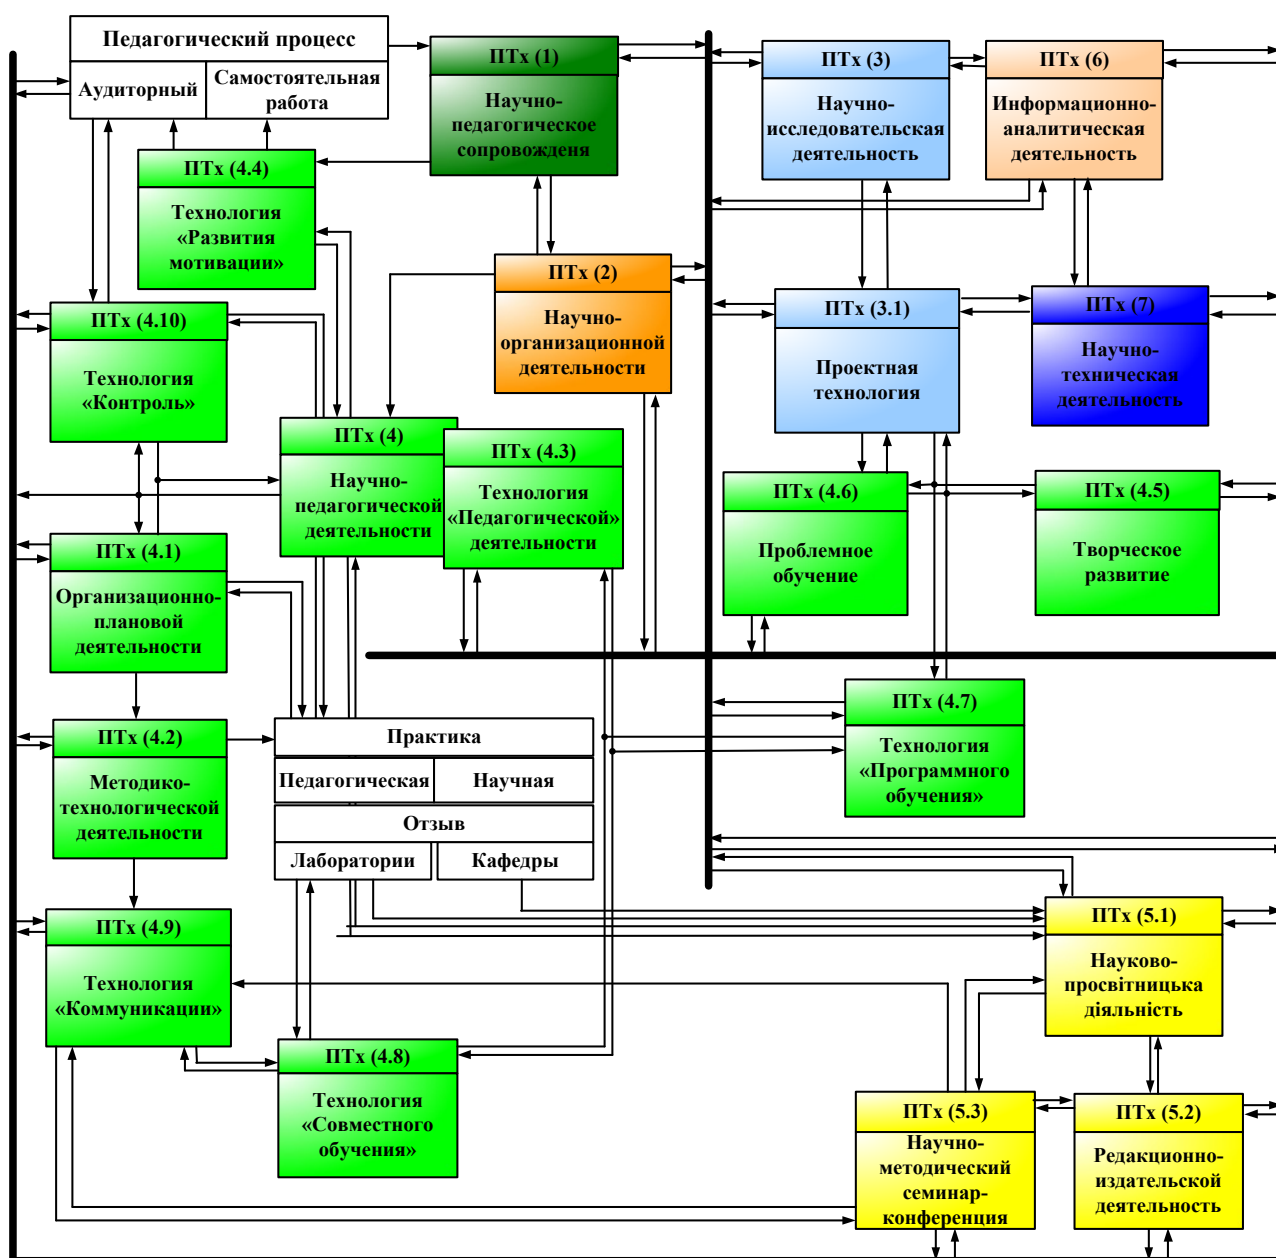 Педагогический процесс
Аудиторный
Самостоятельная
работа
ПТх (1)
Научно-
педагогическое
сопровожденя
ПТх (3)
Научно-
исследовательская
деятельность
ПТх (6)
Информационно-
аналитическая
деятельность
ПТх (4.4)
Технология
«Развития
мотивации»
ПТх (2)
Научно-
организационной
деятельности
ПТх (4.10)
Технология
«Контроль»
ПТх (3.1)
Проектная
технология
ПТх (7)
Научно-
техническая
деятельность
ПТх (4)
Научно-
педагогической
деятельности
ПТх (4.3)
Технология
«Педагогической»
деятельности
ПТх (4.6)
Проблемное
обучение
ПТх (4.5)
Творческое
развитие
ПТх (4.1)
Организационно-
плановой
деятельности
ПТх (4.7)
Технология
«Программного
обучения»
ПТх (4.2)
Методико-
технологической
деятельности
Практика
Педагогическая
Научная
Отзыв
Лаборатории
Кафедры
ПТх (4.9)
Технология
«Коммуникации»
ПТх (5.1)
Науково-
просвітницька
діяльність
ПТх (4.8)
Технология
«Совместного
обучения»
ПТх (5.3)
Научно-
методический
семинар-
конференция
ПТх (5.2)
Редакционно-
издательской
деятельность